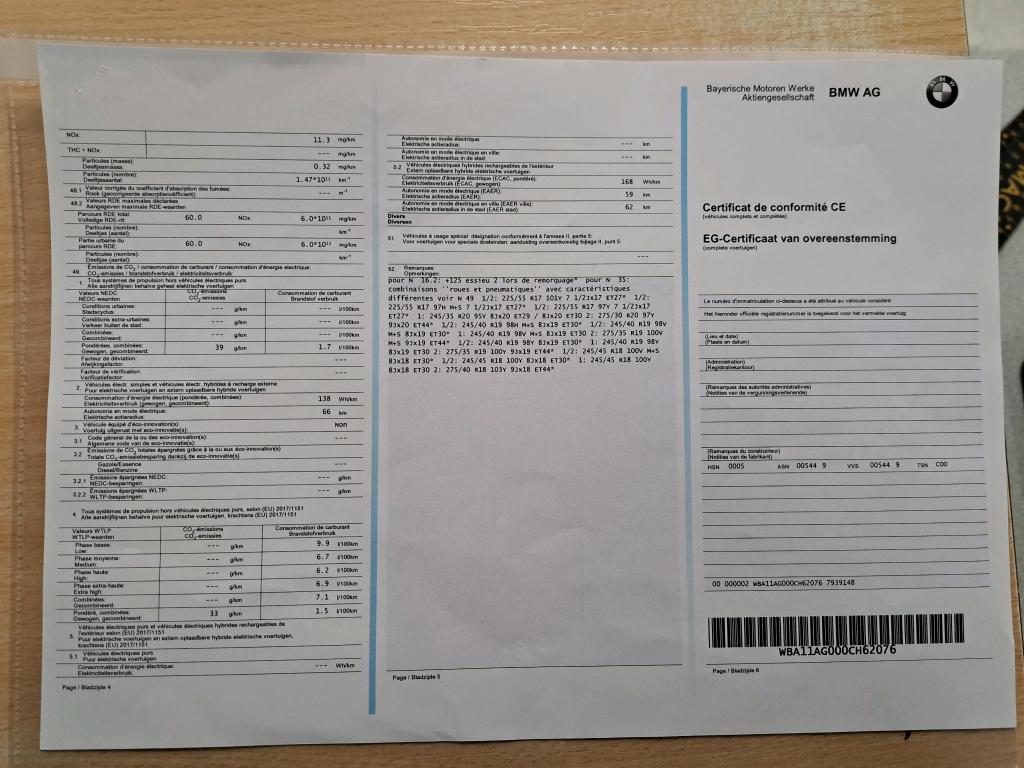 NOx: 11.3 mg/km
THC + NOx: --- mg/km
Particules (masse):
Deeltjesmassa: 0.32 mg/km
Particules (nombre):
Deeltjesaantal: 1.47*10¹¹ km⁻¹
48.1 Valeur corrigée du coefficient d'absorption des fumées:
Rook (gecorrigeerde absorptiecoëfficiënt): --- m⁻¹
48.2 Valeurs RDE maximales déclarées
Aangegeven maximale RDE-waarden
Parcours RDE total:
Volledige RDE-rit: 60.0 NOx: 6.0*10¹¹ mg/km
Particules (nombre):
Deeltjes (aantal): km⁻¹
Partie urbaine du
parcours RDE: 60.0 NOx: 6.0*10¹¹ mg/km
Particules (nombre):
Deeltjes (aantal): km⁻¹
49. Émissions de CO₂ / consommation de carburant / consommation d'énergie électrique:
CO₂-emissies / brandstofverbruik / elektriciteitsverbruik:
1. Tous systèmes de propulsion hors véhicules électriques purs
Alle aandrijflijnen behalve geheel elektrische voertuigen
Valeurs NEDC CO₂-émissions Consommation de carburant
NEDC-waarden CO₂-emissies Brandstof verbruik
Conditions urbaines:
Stadscyclus: --- g/km --- l/100km
Conditions extra-urbaines:
Verkeer buiten de stad: --- g/km --- l/100km
Combinées:
Gecombineerd: --- g/km --- l/100km
Pondérées, combinées:
Gewogen, gecombineerd: 39 g/km 1.7 l/100km
Facteur de déviation:
Afwijkingsfactor: ---
Facteur de vérification:
Verificatiefactor: ---
2. Véhicules électr. simples et véhicules électr. hybrides à recharge externe
Puur elektrische voertuigen en extern oplaadbare hybride voertuigen
Consommation d'énergie électrique (pondérée, combinée):
Elektriciteitsverbruik (gewogen, gecombineerd): 138 Wh/km
Autonomie en mode électrique:
Elektrische actieradius: 66 km
3. Véhicule équipé d'éco-innovation(s):
Voertuig uitgerust met eco-innovatie(s): Non
3.1 Code général de la ou des eco-innovation(s):
Algemene code van de eco-innovatie(s): ---
3.2 Émissions de CO₂ totales épargnées grâce à la ou aux éco-innovation(s)
Totale CO₂-emissiebesparing dankzij de eco-innovatie(s)
Gazole/Essence
Diesel/Benzine ---
3.2.1 Émissions épargnées NEDC:
NEDC-besparingen: --- g/km
3.2.2 Émissions épargnées WLTP:
WLTP-besparingen: --- g/km
4. Tous systèmes de propulsion hors véhicules électriques purs, selon (EU) 2017/1151
Alle aandrijflijnen behalve puur elektrische voertuigen, krachtens (EU) 2017/1151
Valeurs WTLP CO₂-émissions Consommation de carburant
WTLP-waarden CO₂-emissies Brandstofverbruik
Phase basse:
Low: --- g/km 9.9 l/100km
Phase moyenne:
Medium: --- g/km 6.7 l/100km
Phase haute:
High: --- g/km 6.2 l/100km
Phase extra-haute:
Extra high: --- g/km 6.9 l/100km
Combinées:
Gecombineerd: --- g/km 7.1 l/100km
Pondéré, combinées:
Gewogen, gecombineerd: 33 g/km 1.5 l/100km
5. Véhicules électriques purs et véhicules électriques hybrides rechargeables de
l'extérieur selon (EU) 2017/1151
Puur elektrische voertuigen en extern oplaadbare hybride elektrische voertuigen,
krachtens (EU) 2017/1151
5.1 Véhicules électriques purs
Puur elektrische voertuigen
Consommation d'énergie électrique:
Elektriciteitsverbruik: --- Wh/km
Page / Bladzijde 4
Autonomie en mode électrique:
Elektrische actieradius: --- km
Autonomie en mode électrique en ville:
Elektrische actieradius in de stad: --- km
5.2 Véhicules électriques hybrides rechargeables de l'extérieur
Extern oplaadbare hybride elektrische voertuigen
Consommation d'énergie électrique (ECAC, pondéré):
Elektriciteitsverbruik (ECAC, gewogen): 168 Wh/km
Autonomie en mode électrique (EAER):
Elektrische actieradius (EAER): 59 km
Autonomie en mode électrique en ville (EAER ville):
Elektrische actieradius in de stad (EAER stad): 62 km
Divers
Diversen
51. Véhicules à usage spécial: désignation conformément à l'annexe II, partie 5:
Voor voertuigen voor speciale doeleinden: aanduiding overeenkomstig bijlage II, punt 5:
---
52. Remarques:
Opmerkingen:
pour N 16.2: +125 essieu 2 lors de remorquage* pour N 35:
combinaisons ''roues et pneumatiques'' avec caractéristiques
différentes voir N 49 1/2: 225/55 R17 101Y 7 1/2Jx17 ET27* 1/2:
225/55 R17 97H M+S 7 1/2Jx17 ET27* 1/2: 225/55 R17 97V 7 1/2Jx17
ET27* 1: 245/35 R20 95V 8Jx20 ET29 / 8Jx20 ET30 2: 275/30 R20 97Y
9Jx20 ET44* 1/2: 245/40 R19 98H M+S 8Jx19 ET30* 1/2: 245/40 R19 98V
M+S 8Jx19 ET30* 1: 245/40 R19 98V M+S 8Jx19 ET30 2: 275/35 R19 100V
M+S 9Jx19 ET44* 1/2: 245/40 R19 98Y 8Jx19 ET30* 1: 245/40 R19 98Y
8Jx19 ET30 2: 275/35 R19 100Y 9Jx19 ET44* 1/2: 245/45 R18 100V M+S
8Jx18 ET30* 1/2: 245/45 R18 100Y 8Jx18 ET30* 1: 245/45 R18 100Y
8Jx18 ET30 2: 275/40 R18 103Y 9Jx18 ET44*
Page / Bladzijde 5
Bayerische Motoren Werke
Aktiengesellschaft BMW AG
BMW
Certificat de conformité CE
(véhicules complets et complétés)
EG-Certificaat van overeenstemming
(complete voertuigen)
Le numéro d'immatriculation ci-dessous a été attribué au véhicule considéré
Het hieronder officiële registratienummer is toegekend voor het vermelde voertuig
(Lieu et date)
(Plaats en datum)
(Administration)
(Registratiekantoor)
(Remarques des autorités administratives)
(Notities van de vergunningsverlenende)
(Remarques du constructeur)
(Notities van de fabrikant)
HSN 0005 ASN 00544 9 VVS 00544 9 TSN C00
00 000002 WBA11AG000CH62076 7939148
WBA11AG000CH62076
Page / Bladzijde 6